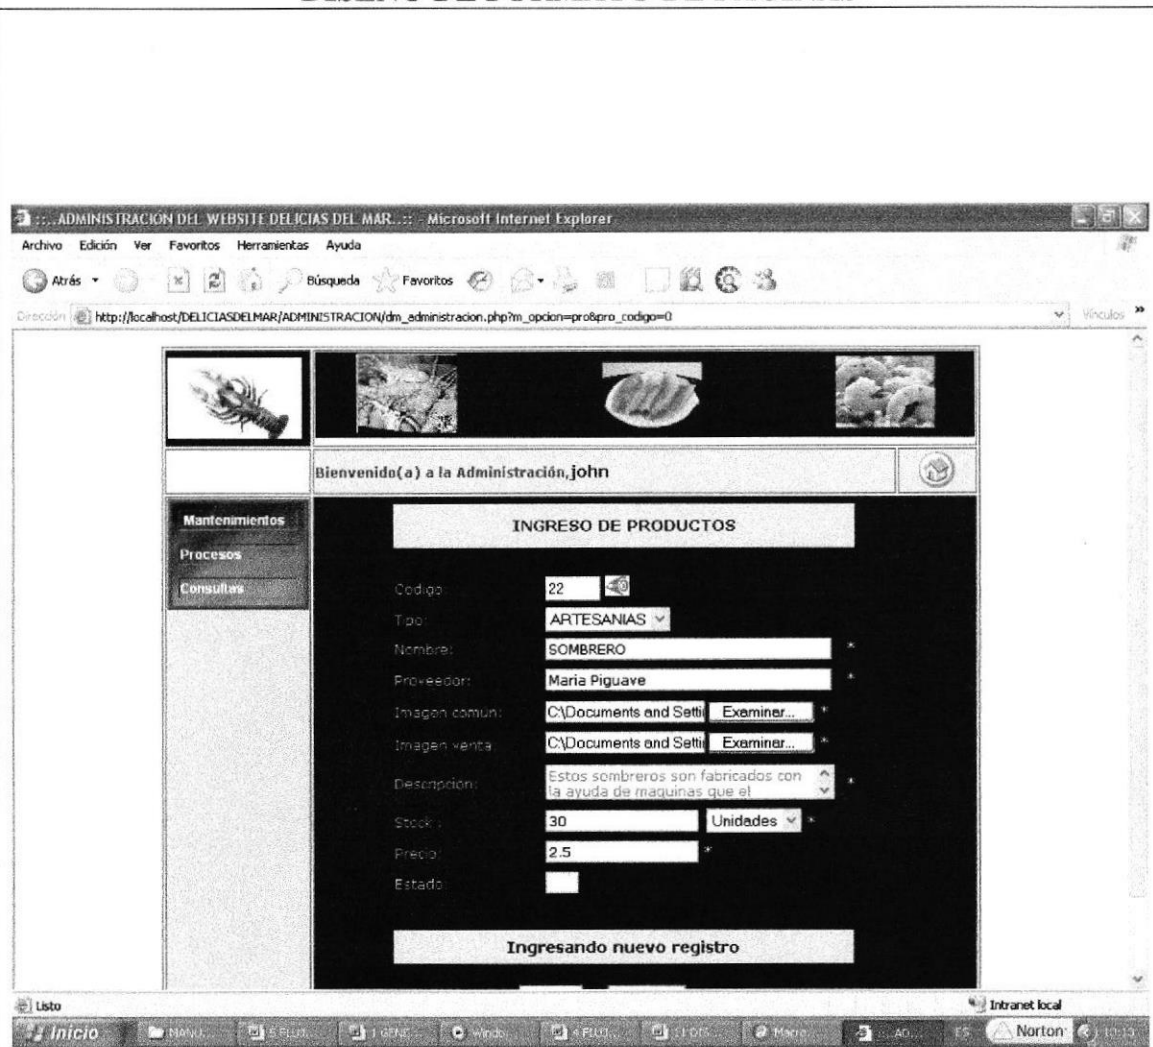 ::...ADMINISTRACION DEL WEBSITE DELICIAS DEL MAR..:: - Microsoft Internet Explorer
Archivo Edición Ver Favoritos Herramientas Ayuda
Atrás Búsqueda Favoritos
Dirección http://localhost/DELICIASDELMAR/ADMINISTRACION/dm_administracion.php?m_opcion=pro&pro_codigo=0 Vínculos »
Bienvenido(a) a la Administración,john
Mantenimientos
Procesos
Consultas
INGRESO DE PRODUCTOS
Codigo: 22
Tipo: ARTESANIAS
Nombre: SOMBRERO *
Proveedor: Maria Piguave *
Imagen comun: C:\Documents and Setti Examinar... *
Imagen venta C:\Documents and Setti Examinar... *
Descripción: Estos sombreros son fabricados con
la ayuda de maquinas que el *
Stock : 30 Unidades *
Precio: 2.5 *
Estado:
Ingresando nuevo registro
Listo Intranet local
Inicio MANU... Windo... Macro... ES Norton